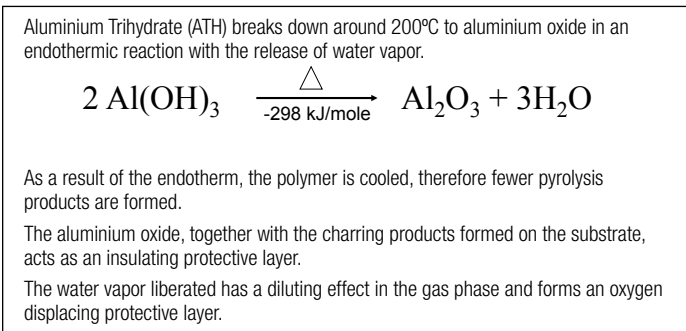 Aluminium Trihydrate (ATH) breaks down around 200ºC to aluminium oxide in an
endothermic reaction with the release of water vapor.
2 Al(OH)₃ △ -298 kJ/mole Al₂O₃ + 3H₂O
As a result of the endotherm, the polymer is cooled, therefore fewer pyrolysis
products are formed.
The aluminium oxide, together with the charring products formed on the substrate,
acts as an insulating protective layer.
The water vapor liberated has a diluting effect in the gas phase and forms an oxygen
displacing protective layer.